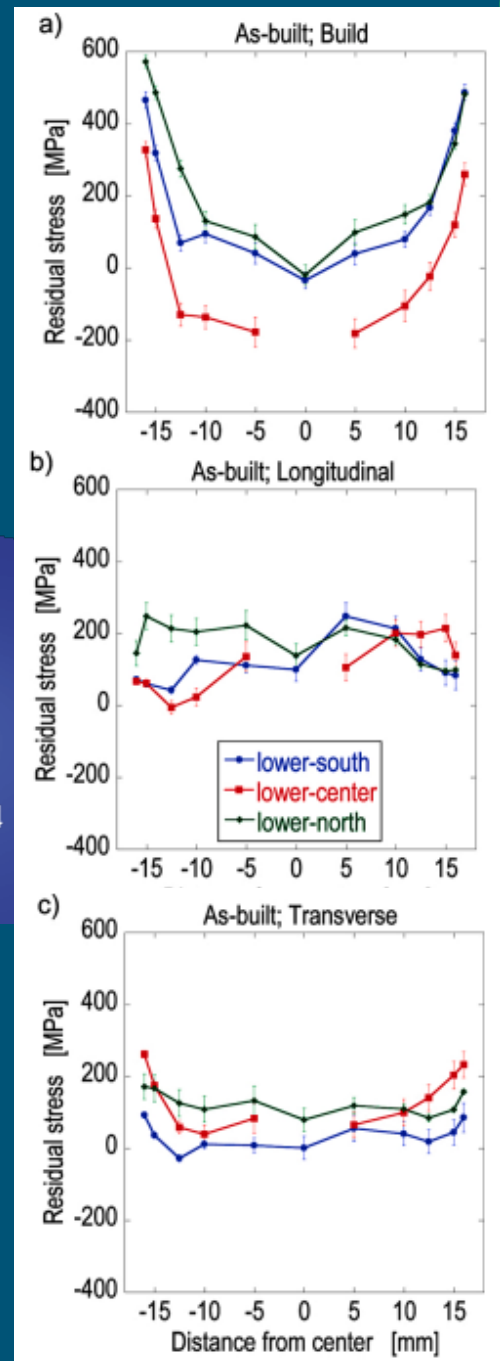 a)
As-built; Build
Residual stress [MPa]
600
400
200
0
-200
-400
-15 -10 -5 0 5 10 15
b)
As-built; Longitudinal
Residual stress [MPa]
600
400
200
0
-200
-400
lower-south
lower-center
lower-north
-15 -10 -5 0 5 10 15
c)
As-built; Transverse
Residual stress [MPa]
600
400
200
0
-200
-400
-15 -10 -5 0 5 10 15
Distance from center [mm]